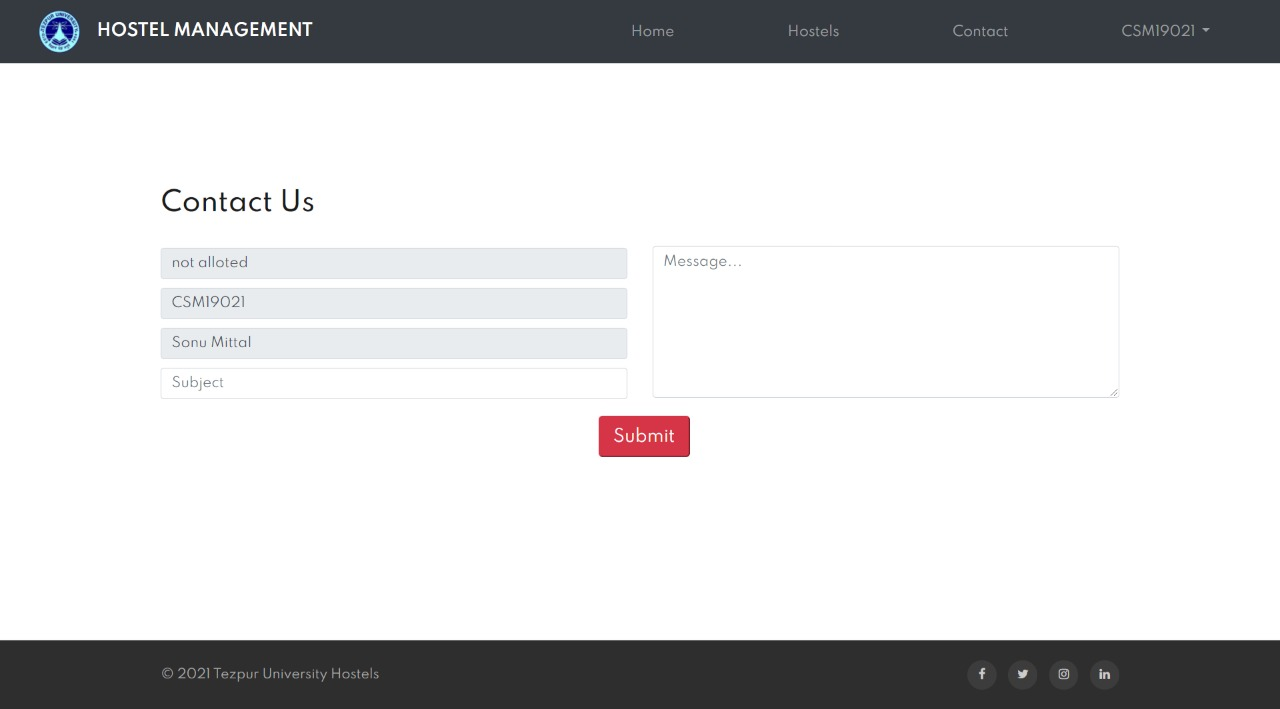 HOSTEL MANAGEMENT
Home
Hostels
Contact
CSM19021
Contact Us
not alloted
CSM19021
Sonu Mittal
Subject
Message...
Submit
© 2021 Tezpur University Hostels